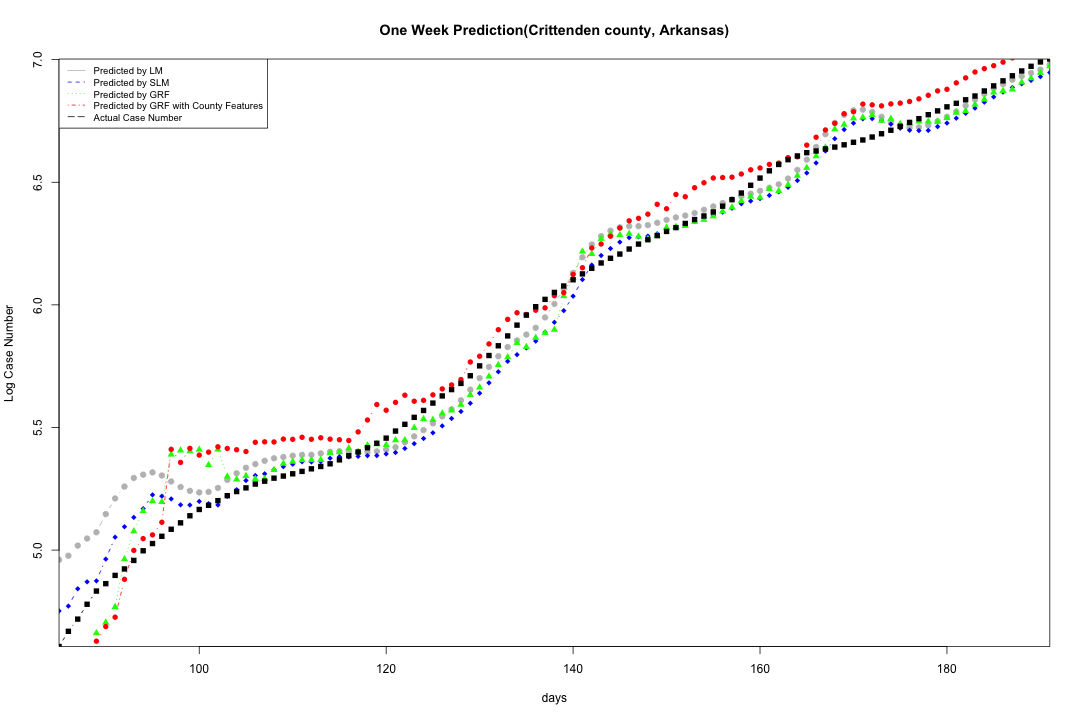 One Week Prediction(Crittenden county, Arkansas)
Predicted by LM
Predicted by SLM
Predicted by GRF
Predicted by GRF with County Features
Actual Case Number
Log Case Number
7.0
6.5
6.0
5.5
5.0
100 120 140 160 180
days